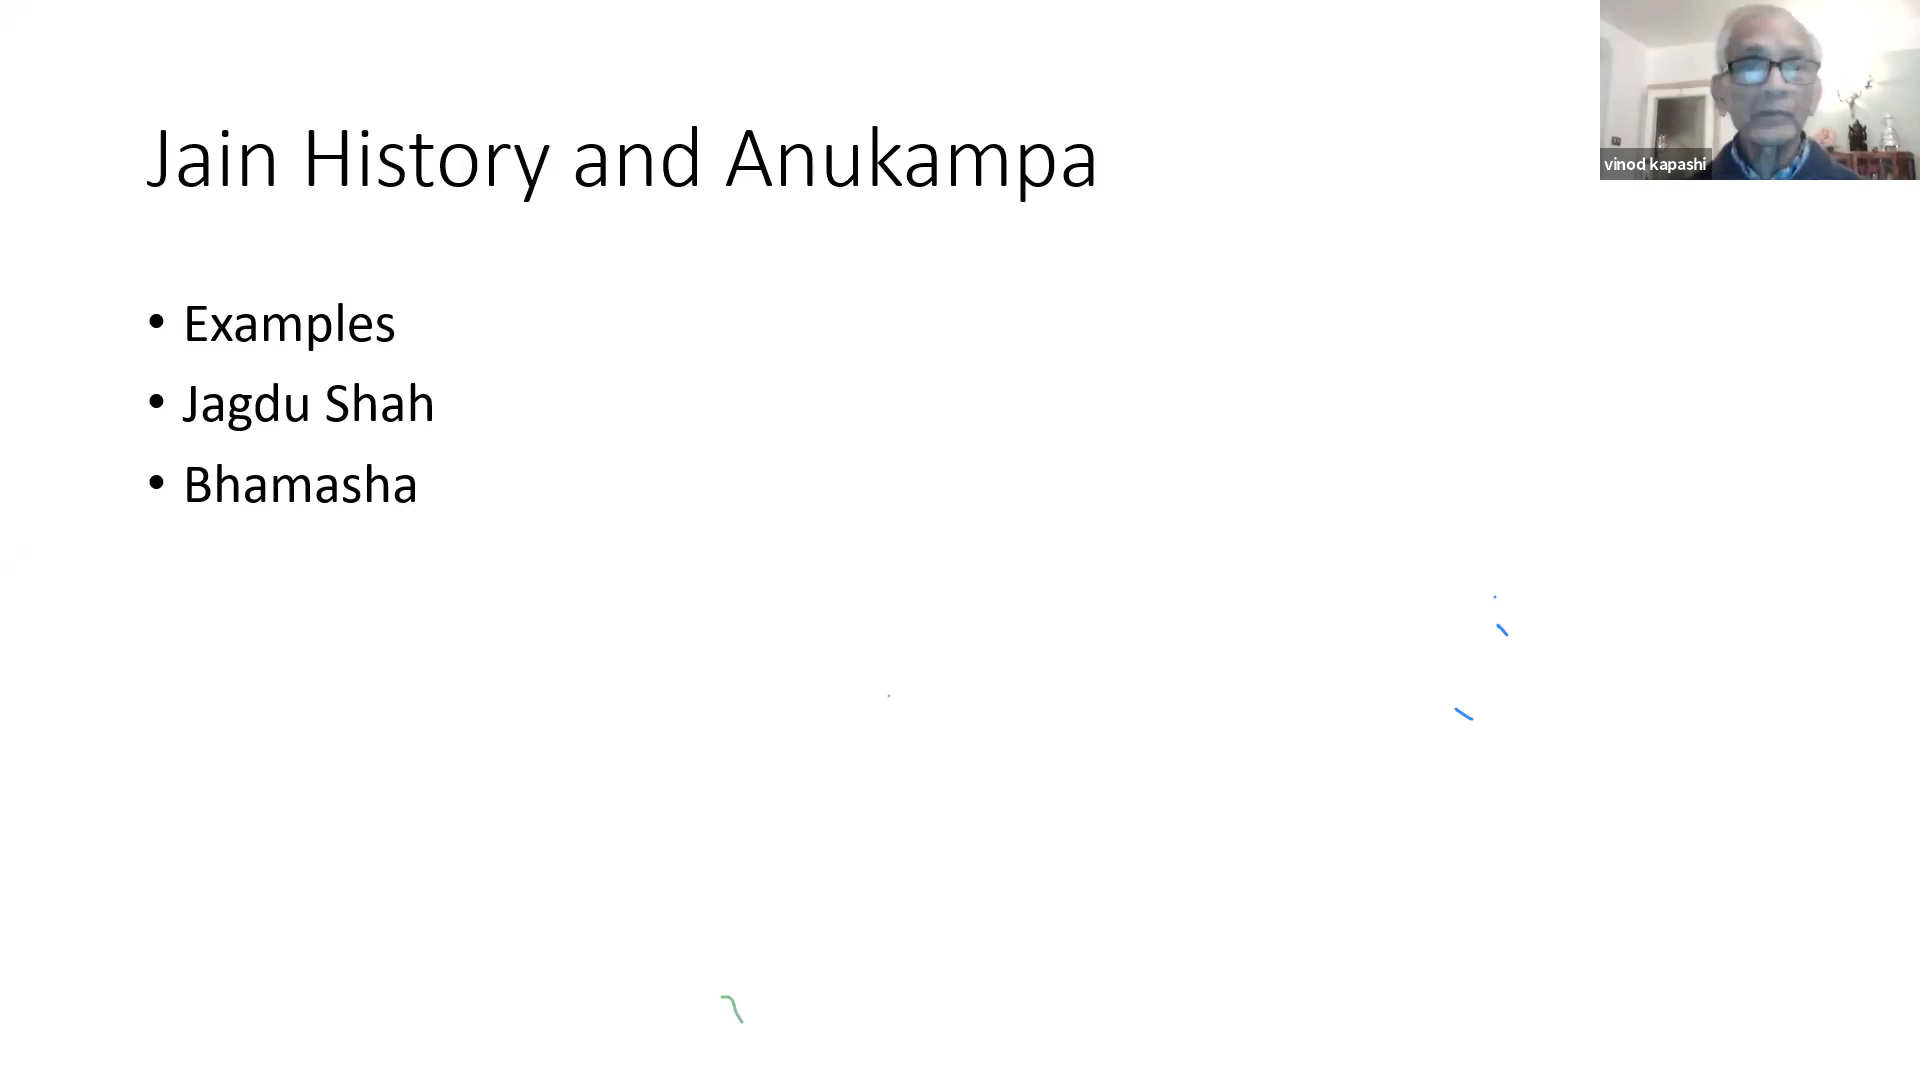 Jain History and Anukampa
• Examples
• Jagdu Shah
• Bhamasha
vinod kapashi